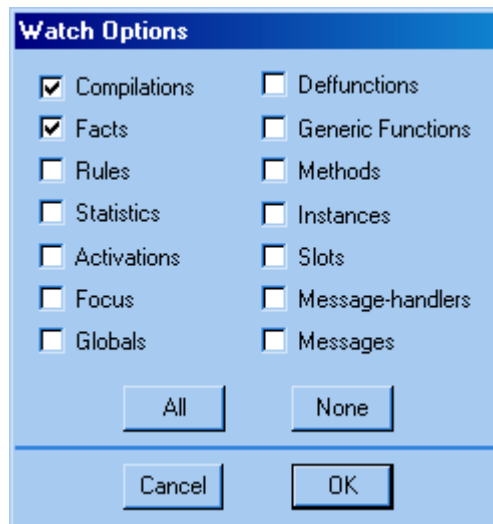 Watch Options
Compilations
Deffunctions
Facts
Generic Functions
Rules
Methods
Statistics
Instances
Activations
Slots
Focus
Message-handlers
Globals
Messages
All
None
Cancel
OK